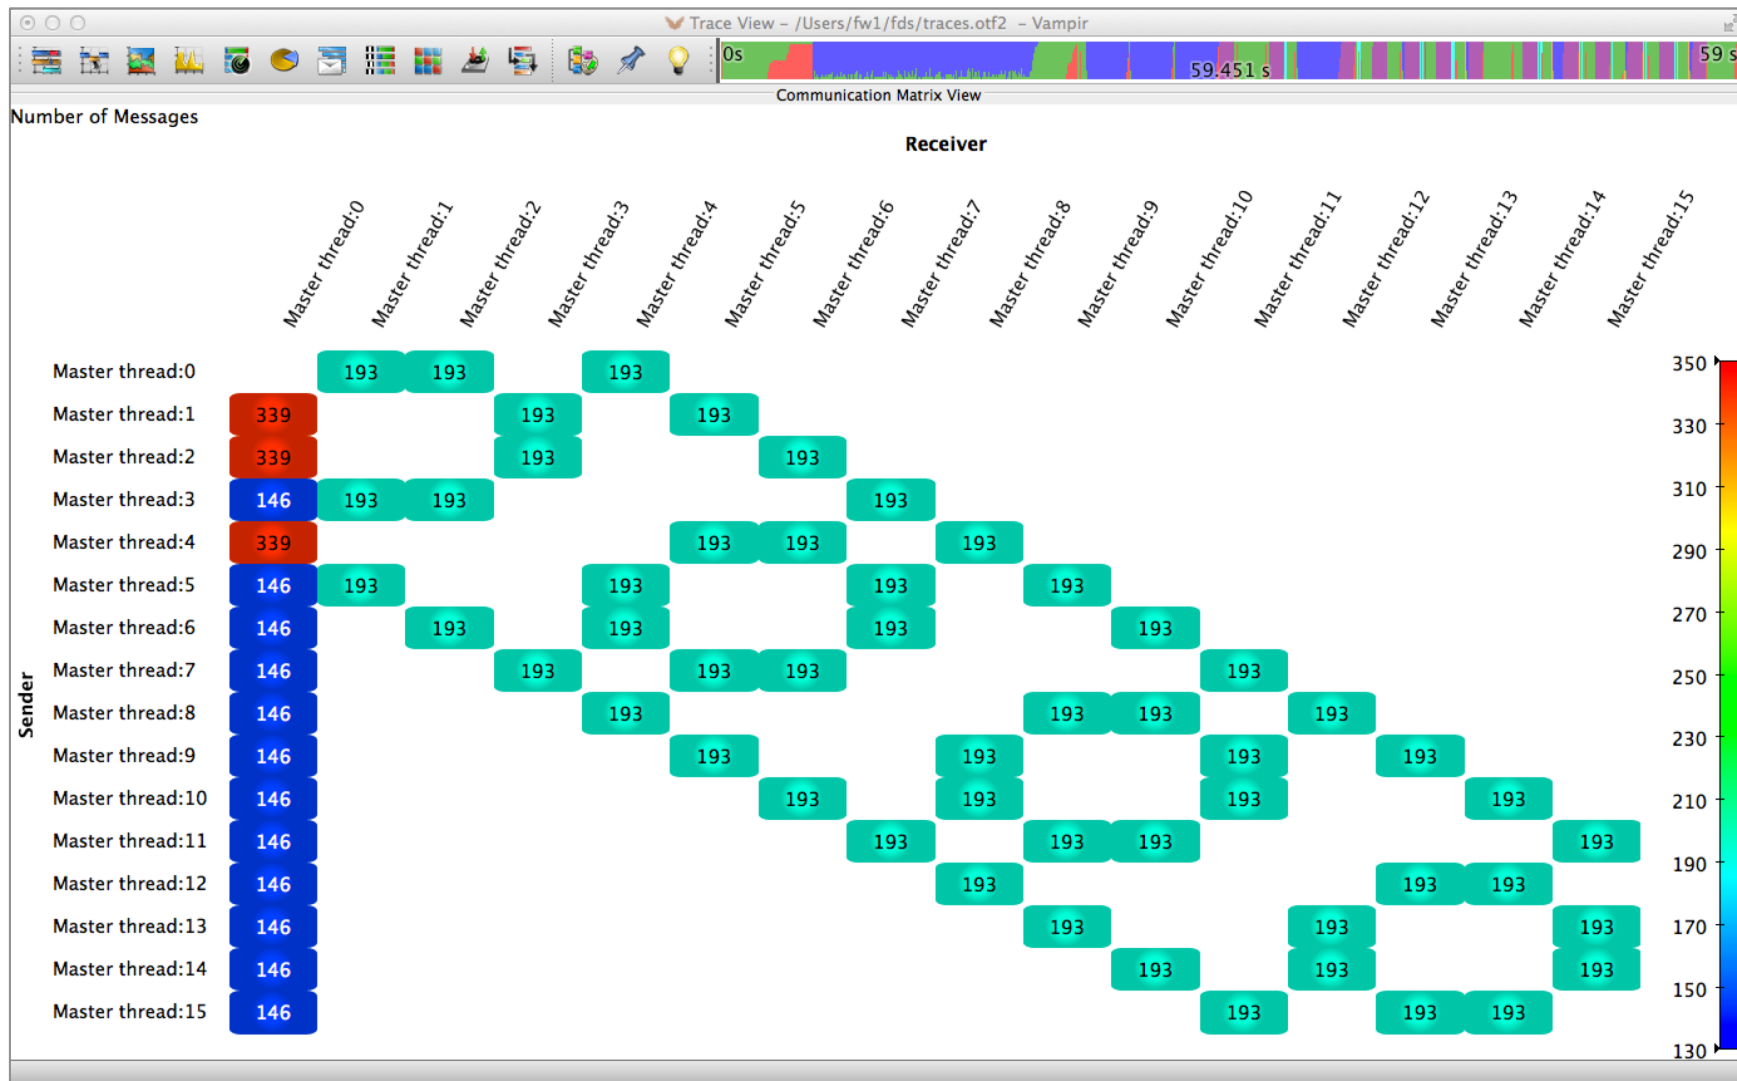 Trace View – /Users/fw1/fds/traces.otf2 – Vampir
0s 59.451 s 59 s
Communication Matrix View
Number of Messages
Receiver
Master thread:0 Master thread:1 Master thread:2 Master thread:3 Master thread:4 Master thread:5 Master thread:6 Master thread:7 Master thread:8 Master thread:9 Master thread:10 Master thread:11 Master thread:12 Master thread:13 Master thread:14 Master thread:15
Sender
Master thread:0 193 193 193
Master thread:1 339 193 193
Master thread:2 339 193 193
Master thread:3 146 193 193 193
Master thread:4 339 193 193 193
Master thread:5 146 193 193 193 193
Master thread:6 146 193 193 193 193
Master thread:7 146 193 193 193 193
Master thread:8 146 193 193 193 193
Master thread:9 146 193 193 193 193
Master thread:10 146 193 193 193 193
Master thread:11 146 193 193 193 193
Master thread:12 146 193 193 193
Master thread:13 146 193 193 193
Master thread:14 146 193 193 193
Master thread:15 146 193 193 193
350
330
310
290
270
250
230
210
190
170
150
130